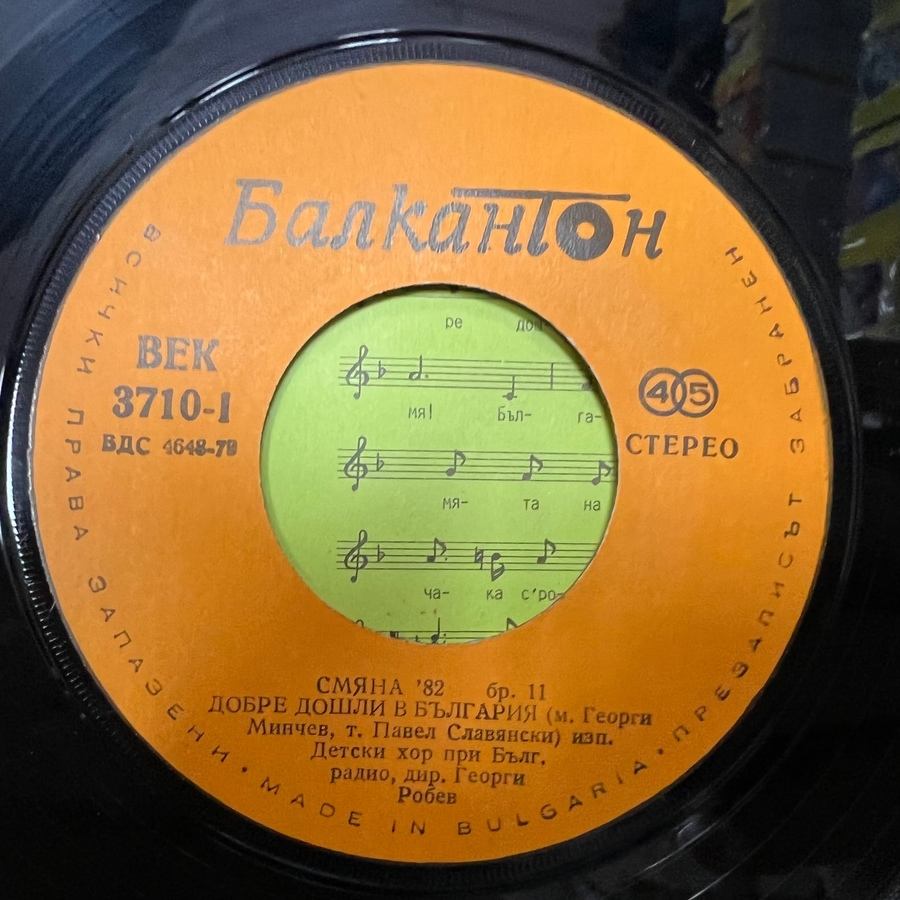 Балкантон
ВСИЧКИ ПРАВА ЗАПАЗЕНИ • MADE IN BULGARIA • ПРЕЗАПИСЪТ ЗАБРАНЕН
ВЕК
3710-1
ВДС 4648-79
45
СТЕРЕО
ре
мя! Бъл- га-
мя- та на
ча- ка с'ро-
СМЯНА '82 бр. 11
ДОБРЕ ДОШЛИ В БЪЛГАРИЯ (м. Георги
Минчев, т. Павел Славянски) изп.
Детски хор при Бълг.
радио, дир. Георги
Робев